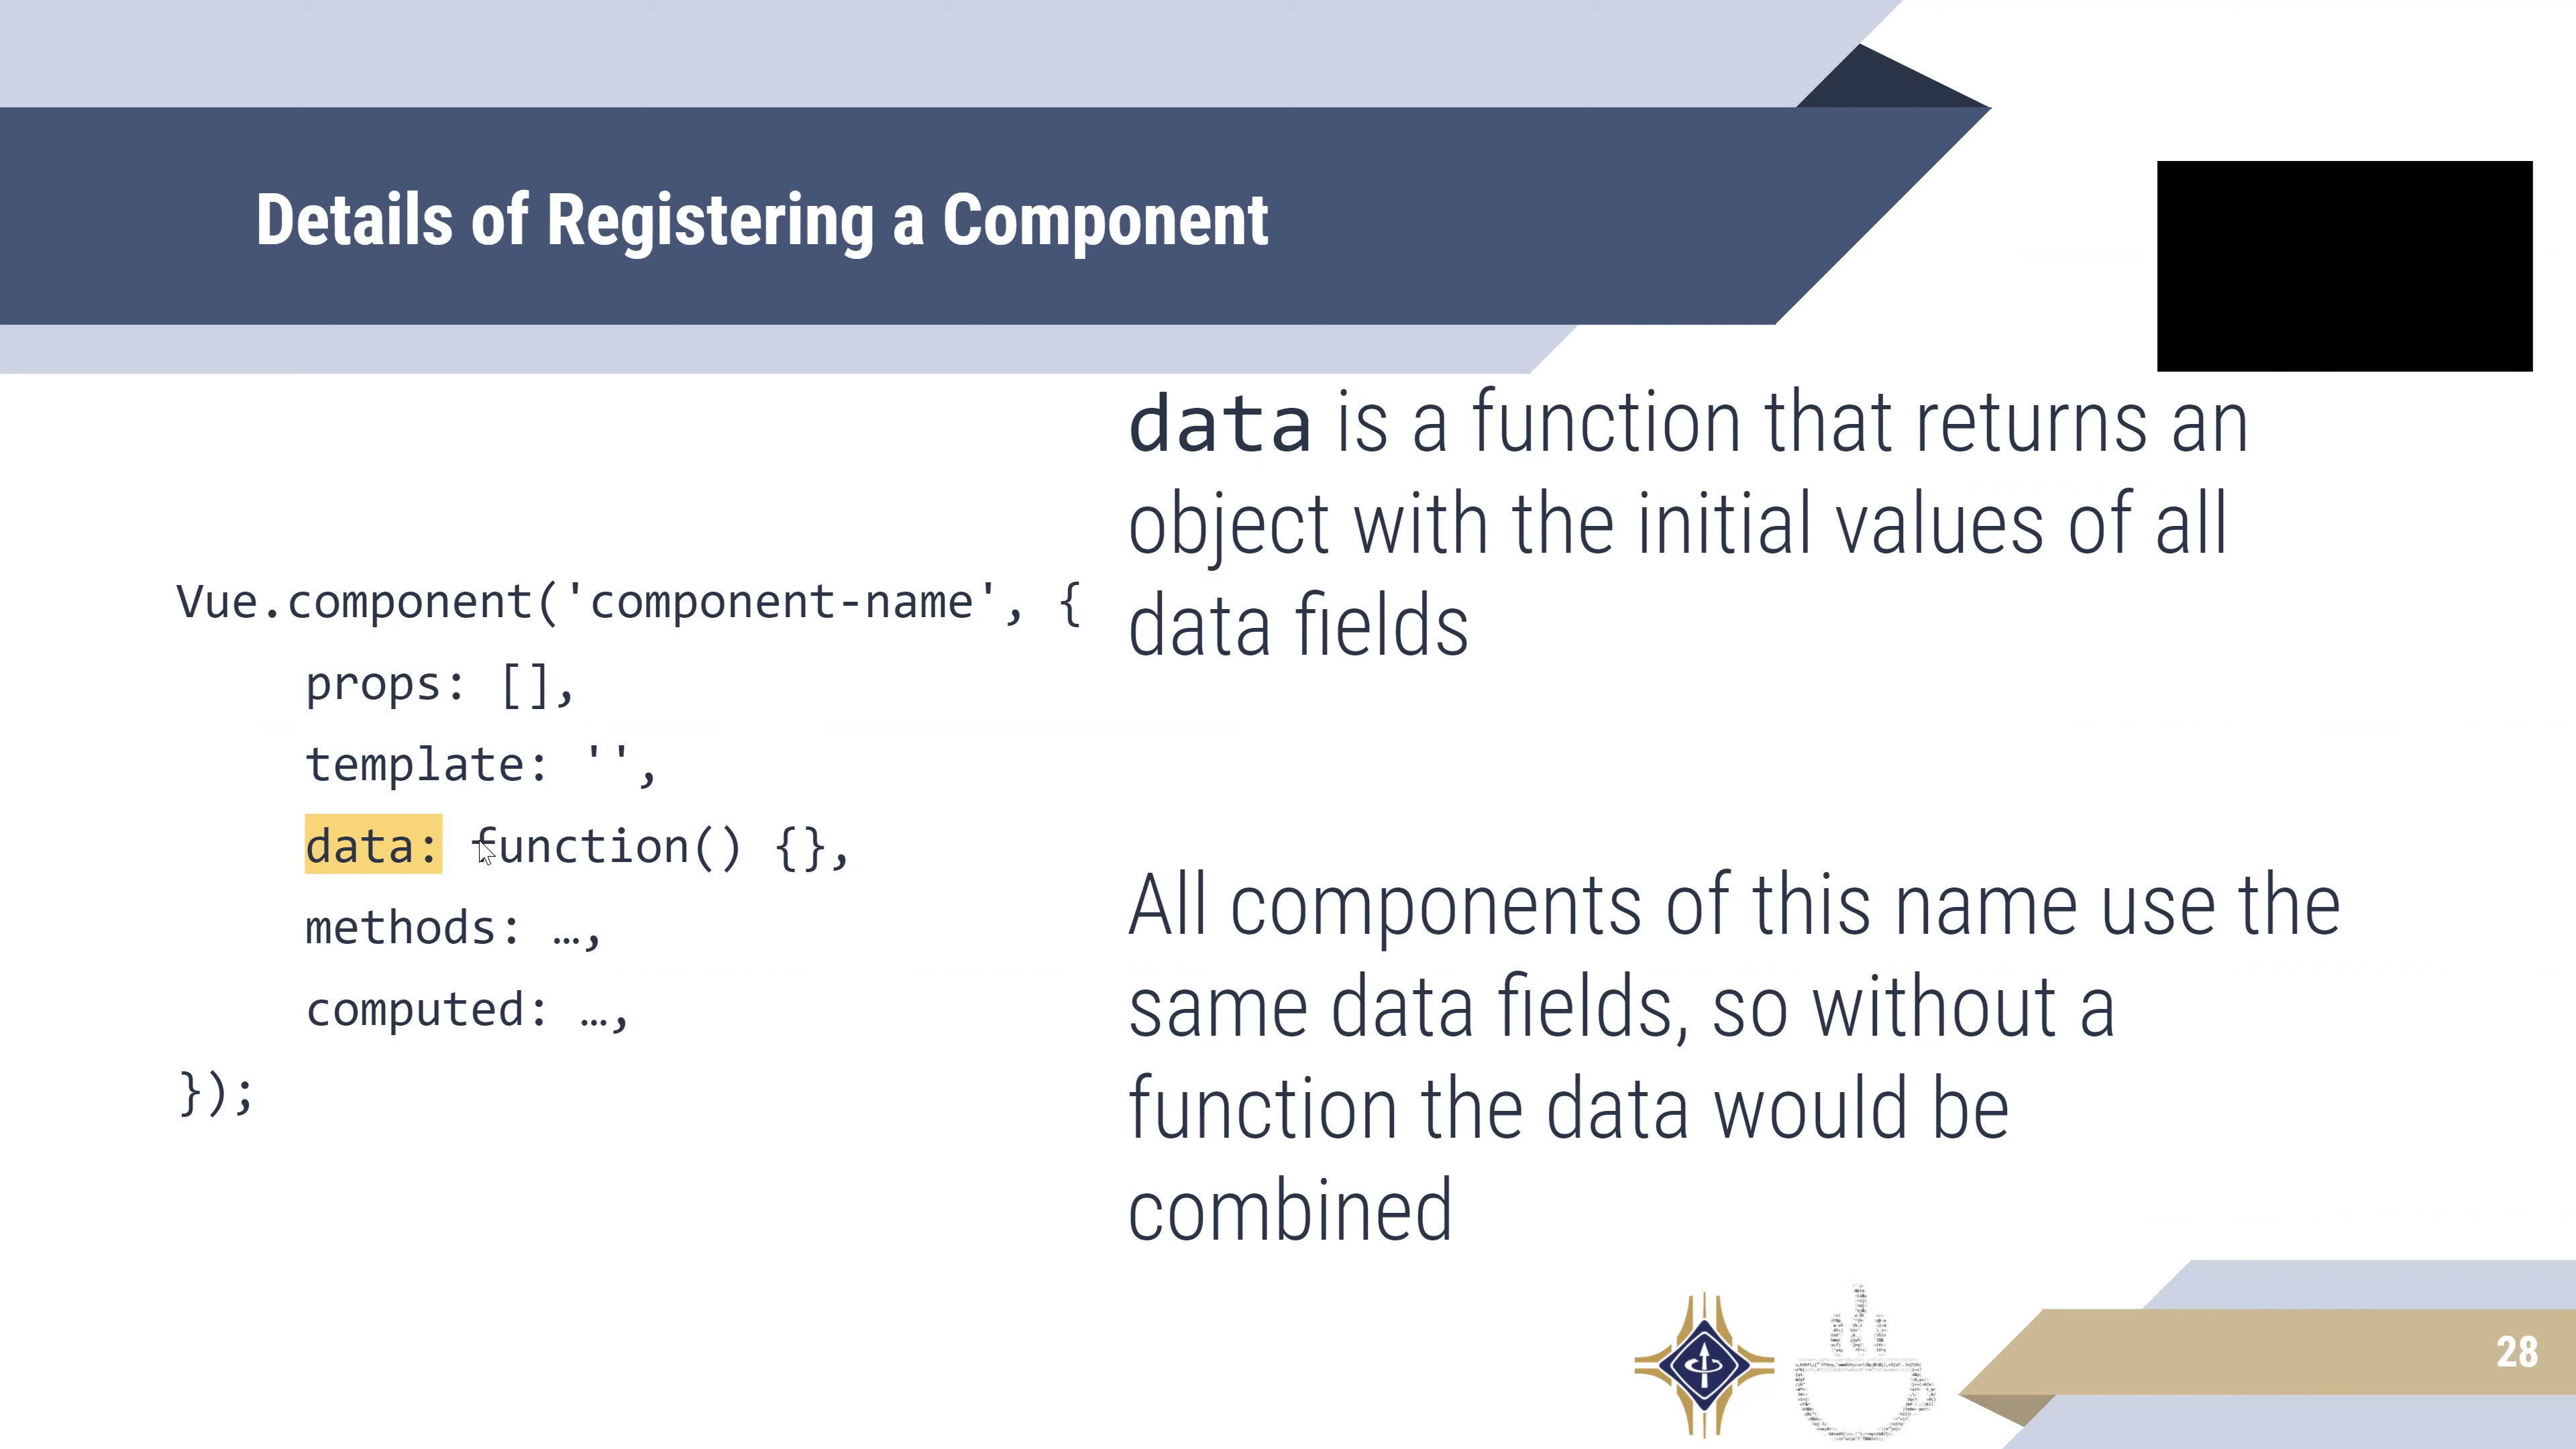 Details of Registering a Component
Vue.component('component-name', {
props: [],
template: '',
data: function() {},
methods: …,
computed: …,
});
data is a function that returns an
object with the initial values of all
data fields
All components of this name use the
same data fields, so without a
function the data would be
combined
28